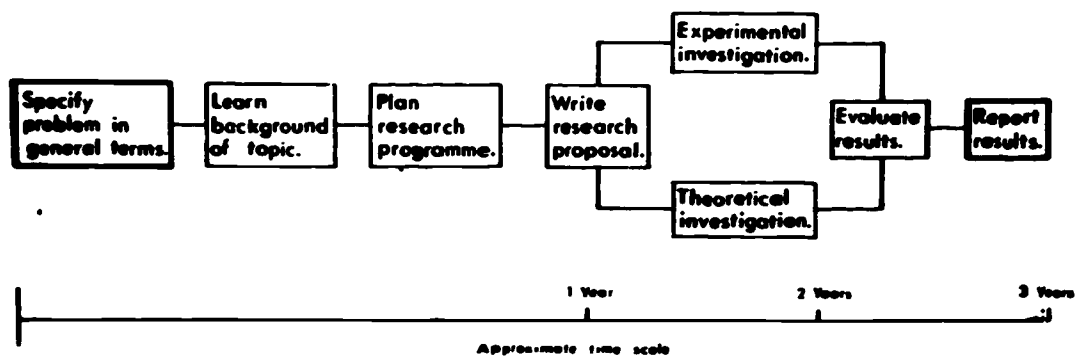 Specify
problem in
general terms.
Learn
background
of topic.
Plan
research
programme.
Write
research
proposal.
Experimental
investigation.
Theoretical
investigation.
Evaluate
results.
Report
results.
1 Year
2 Years
3 Years
Approximate time scale